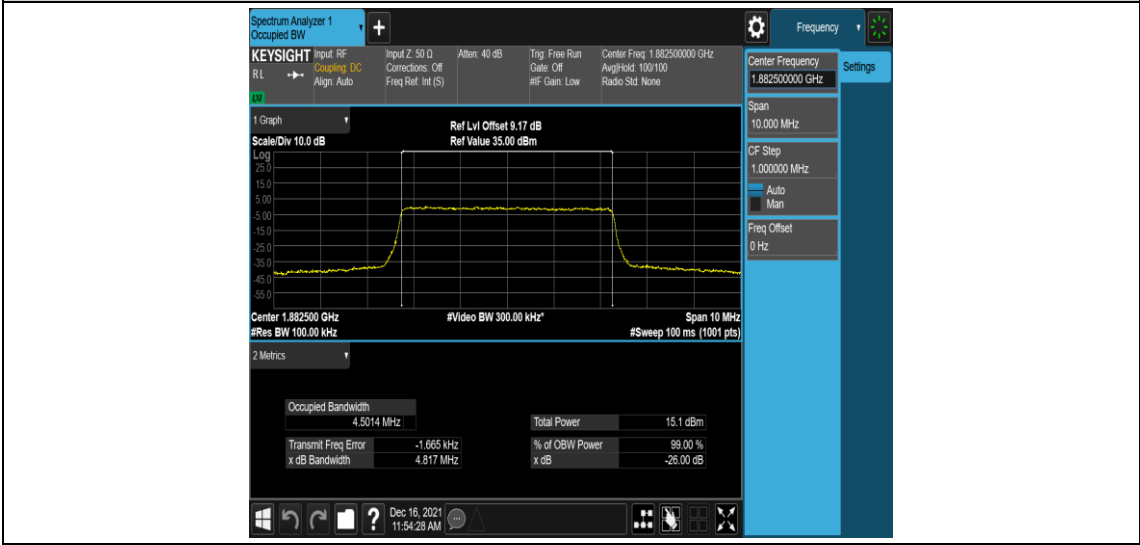 Spectrum Analyzer 1
Occupied BW
+
Frequency
KEYSIGHT
RL
LM
Input: RF
Coupling: DC
Align: Auto
Input Z: 50 Ω
Corrections: Off
Freq Ref: Int (S)
Atten: 40 dB
Trig: Free Run
Gate: Off
#IF Gain: Low
Center Freq: 1.882500000 GHz
Avg|Hold: 100/100
Radio Std: None
Center Frequency
1.882500000 GHz
Settings
Span
10.000 MHz
CF Step
1.000000 MHz
Auto
Man
Freq Offset
0 Hz
1 Graph
Scale/Div 10.0 dB
Ref Lvl Offset 9.17 dB
Ref Value 35.00 dBm
Log
25.0
15.0
5.00
-5.00
-15.0
-25.0
-35.0
-45.0
-55.0
Center 1.882500 GHz
#Video BW 300.00 kHz*
Span 10 MHz
#Res BW 100.00 kHz
#Sweep 100 ms (1001 pts)
2 Metrics
Occupied Bandwidth
4.5014 MHz
Total Power 15.1 dBm
Transmit Freq Error -1.665 kHz
% of OBW Power 99.00 %
x dB Bandwidth 4.817 MHz
x dB -26.00 dB
?
Dec 16, 2021
11:54:28 AM